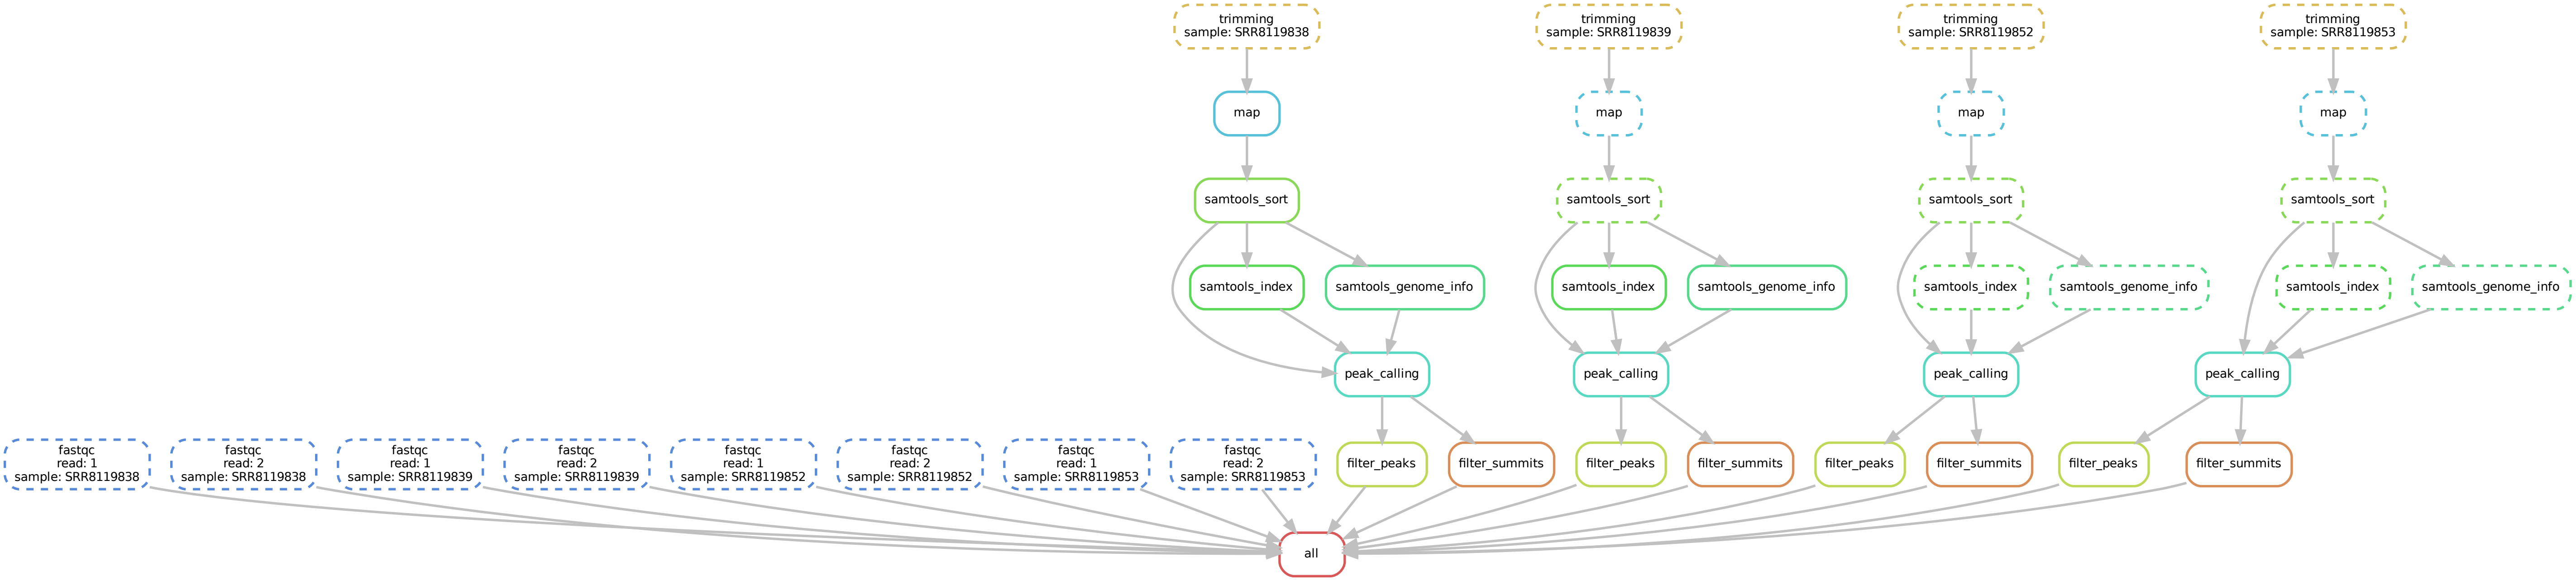 trimming
sample: SRR8119838
trimming
sample: SRR8119839
trimming
sample: SRR8119852
trimming
sample: SRR8119853
map
map
map
map
samtools_sort
samtools_sort
samtools_sort
samtools_sort
samtools_index
samtools_genome_info
samtools_index
samtools_genome_info
samtools_index
samtools_genome_info
samtools_index
samtools_genome_info
peak_calling
peak_calling
peak_calling
peak_calling
fastqc
read: 1
sample: SRR8119838
fastqc
read: 2
sample: SRR8119838
fastqc
read: 1
sample: SRR8119839
fastqc
read: 2
sample: SRR8119839
fastqc
read: 1
sample: SRR8119852
fastqc
read: 2
sample: SRR8119852
fastqc
read: 1
sample: SRR8119853
fastqc
read: 2
sample: SRR8119853
filter_peaks
filter_summits
filter_peaks
filter_summits
filter_peaks
filter_summits
filter_peaks
filter_summits
all